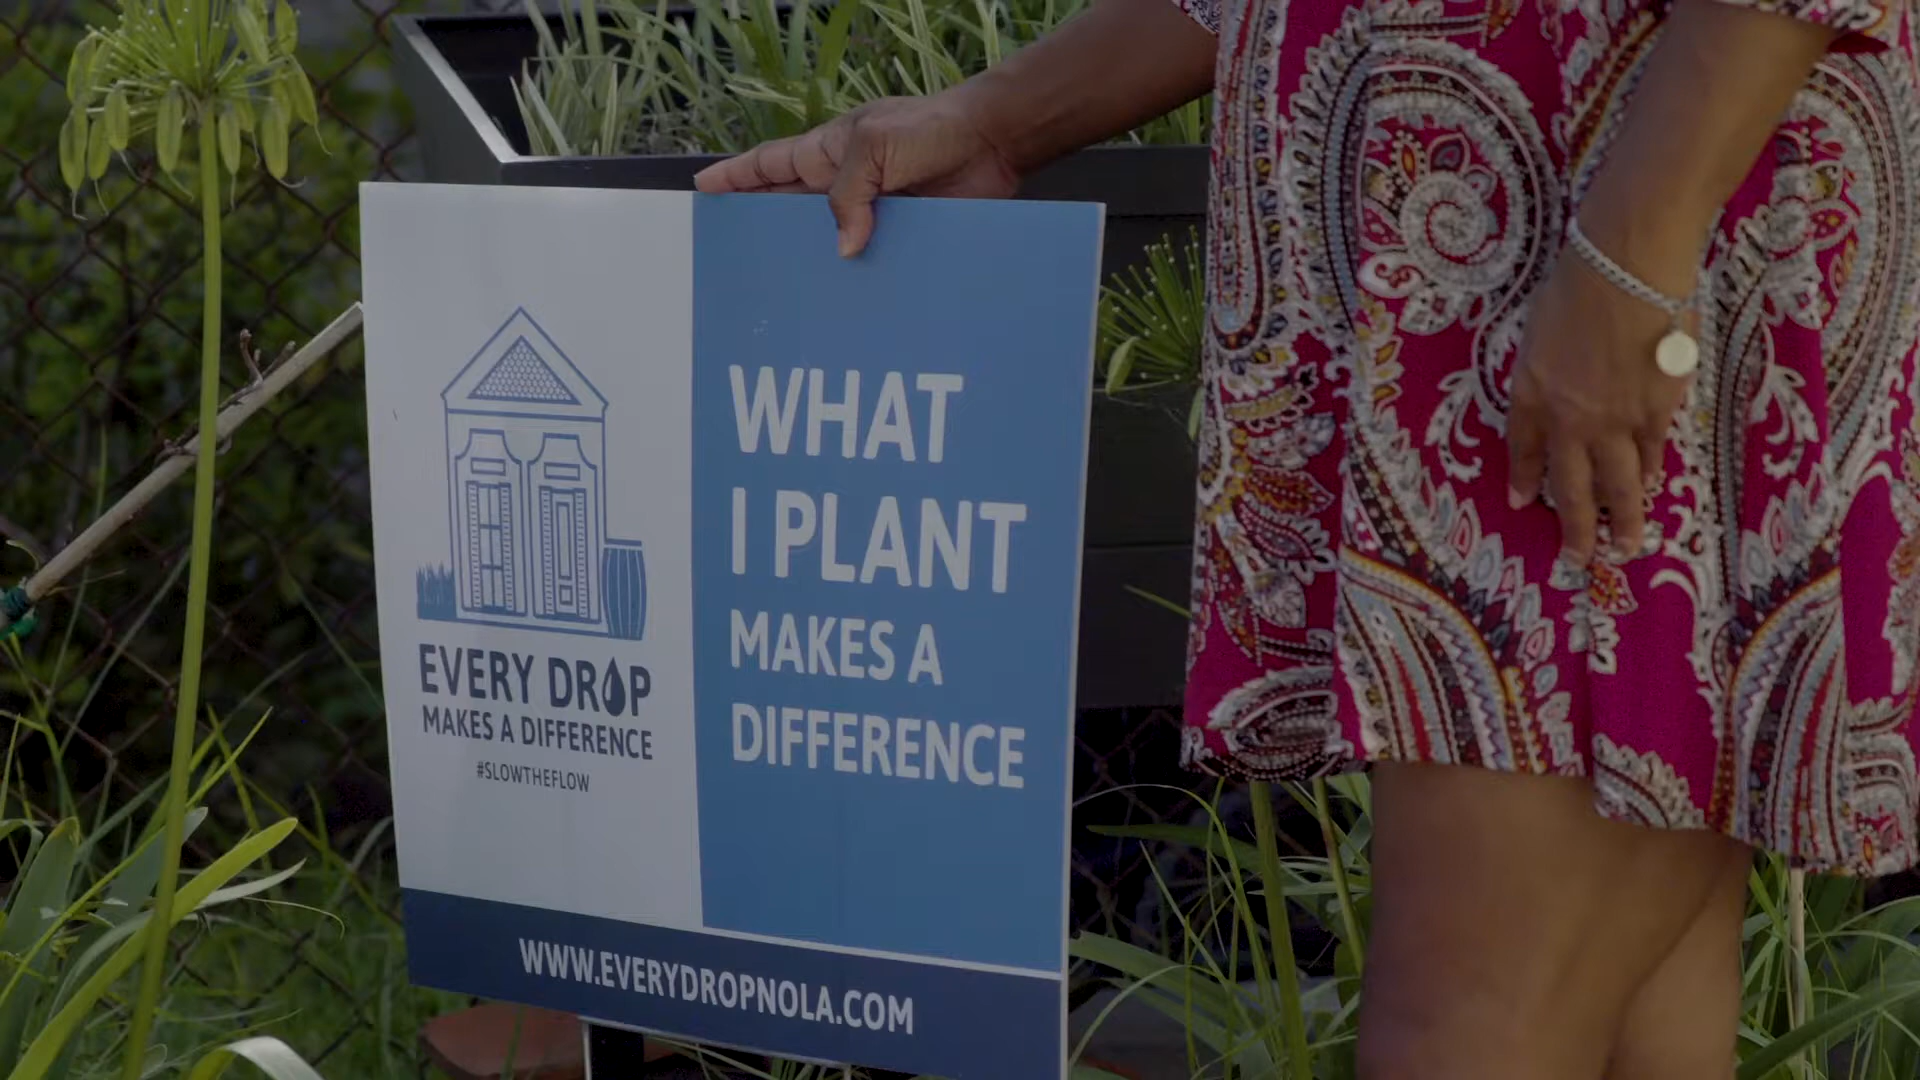 EVERY DROP
MAKES A DIFFERENCE
#SLOWTHEFLOW
WHAT
I PLANT
MAKES A
DIFFERENCE
WWW.EVERYDROPNOLA.COM